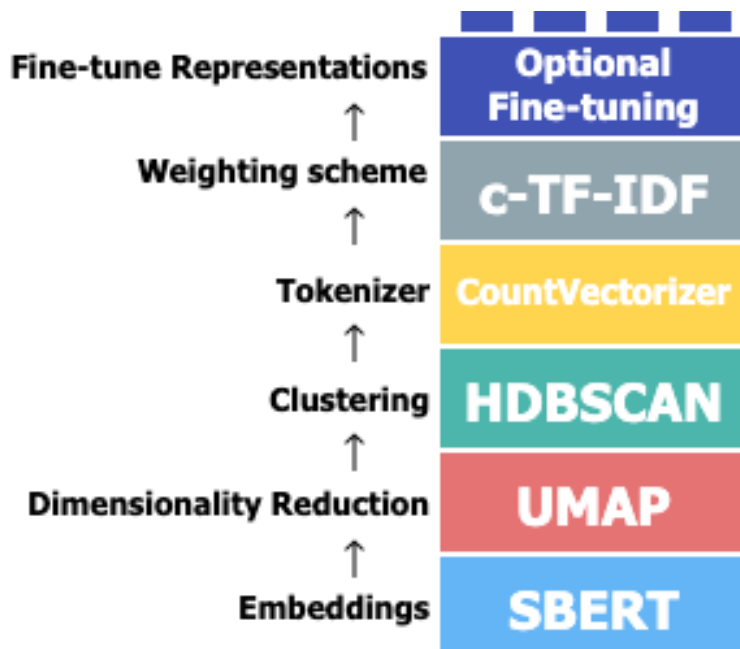 Fine-tune Representations
Optional
Fine-tuning
↑
Weighting scheme
c-TF-IDF
↑
Tokenizer
CountVectorizer
↑
Clustering
HDBSCAN
↑
Dimensionality Reduction
UMAP
↑
Embeddings
SBERT